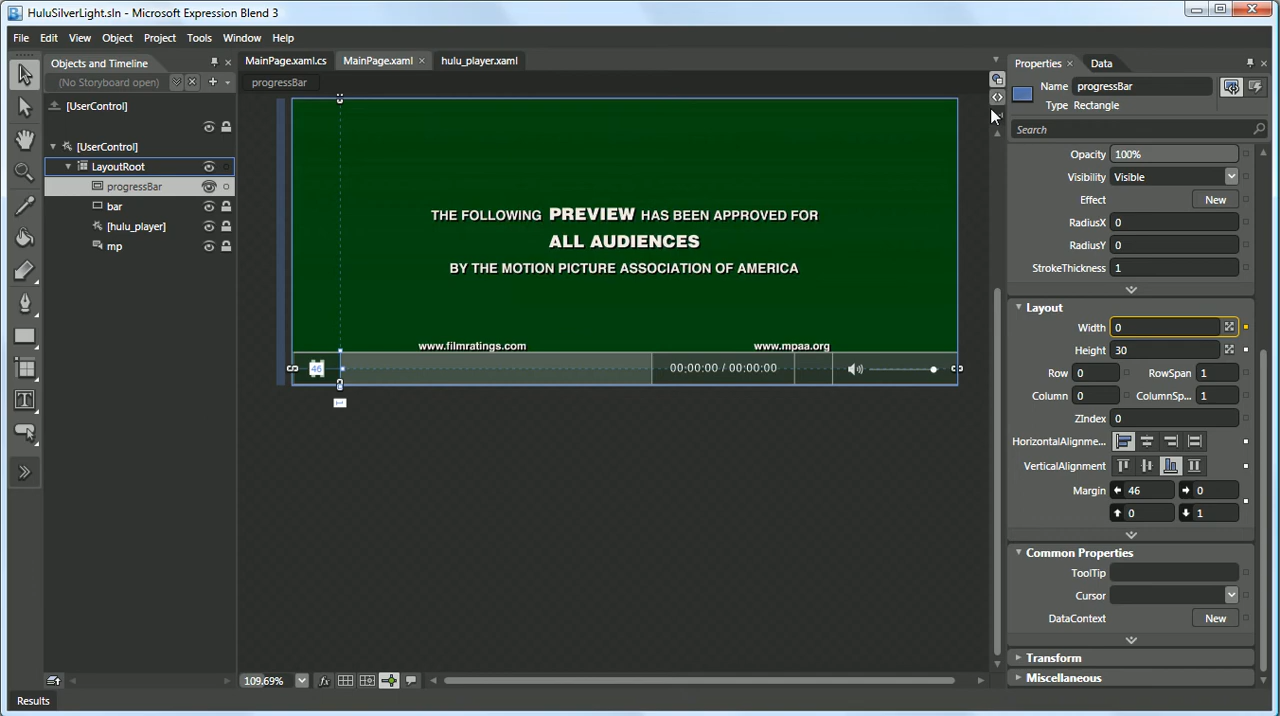 HuluSilverLight.sln - Microsoft Expression Blend 3
File Edit View Object Project Tools Window Help
Objects and Timeline
(No Storyboard open)
[UserControl]
[UserControl]
LayoutRoot
progressBar
bar
[hulu_player]
mp
MainPage.xaml.cs MainPage.xaml hulu_player.xaml
progressBar
THE FOLLOWING PREVIEW HAS BEEN APPROVED FOR
ALL AUDIENCES
BY THE MOTION PICTURE ASSOCIATION OF AMERICA
www.filmratings.com www.mpaa.org
46 00;00;00 / 00;00;00
1
109.69%
fx
Results
Properties Data
Name progressBar
Type Rectangle
Search
Opacity 100%
Visibility Visible
Effect New
RadiusX 0
RadiusY 0
StrokeThickness 1
Layout
Width 0
Height 30
Row 0 RowSpan 1
Column 0 ColumnSp... 1
ZIndex 0
HorizontalAlignme...
VerticalAlignment
Margin 46 0
0 1
Common Properties
ToolTip
Cursor
DataContext New
Transform
Miscellaneous